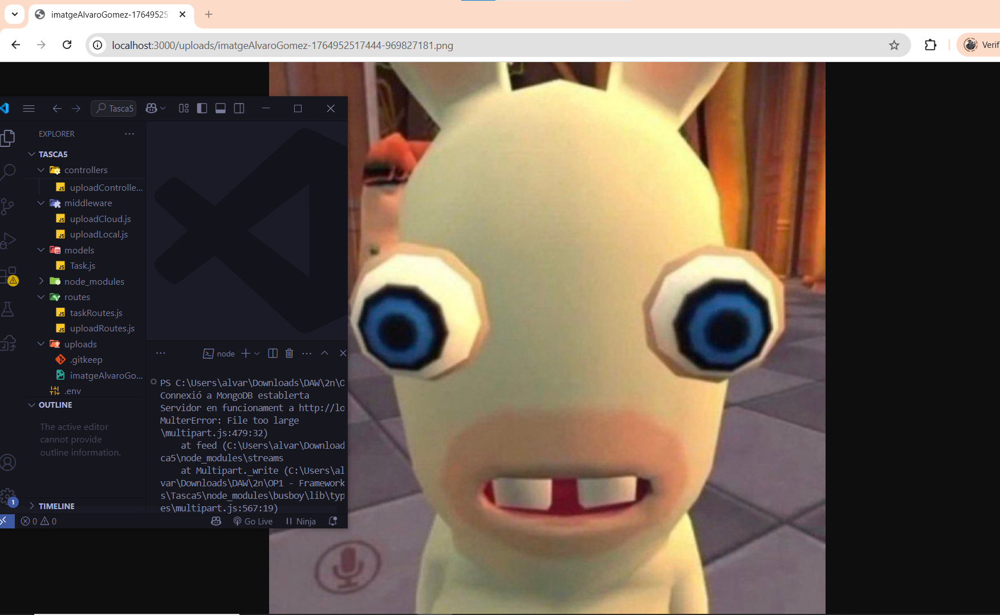 imatgeAlvaroGomez-17649525
localhost:3000/uploads/imatgeAlvaroGomez-1764952517444-969827181.png
Verif
Tasca5
EXPLORER
TASCA5
controllers
uploadControlle...
middleware
uploadCloud.js
uploadLocal.js
models
Task.js
node_modules
routes
taskRoutes.js
uploadRoutes.js
uploads
.gitkeep
imatgeAlvaroGo...
.env
OUTLINE
The active editor
cannot provide
outline information.
TIMELINE
node
PS C:\Users\alvar\Downloads\DAW\2n\O
Connexió a MongoDB establerta
Servidor en funcionament a http://lo
MulterError: File too large
\multipart.js:479:32)
at feed (C:\Users\alvar\Download
ca5\node_modules\streams
at Multipart._write (C:\Users\al
var\Downloads\DAW\2n\OP1 - Framework
s\Tasca5\node_modules\busboy\lib\typ
es\multipart.js:567:19)
1
0 0
Go Live
Ninja